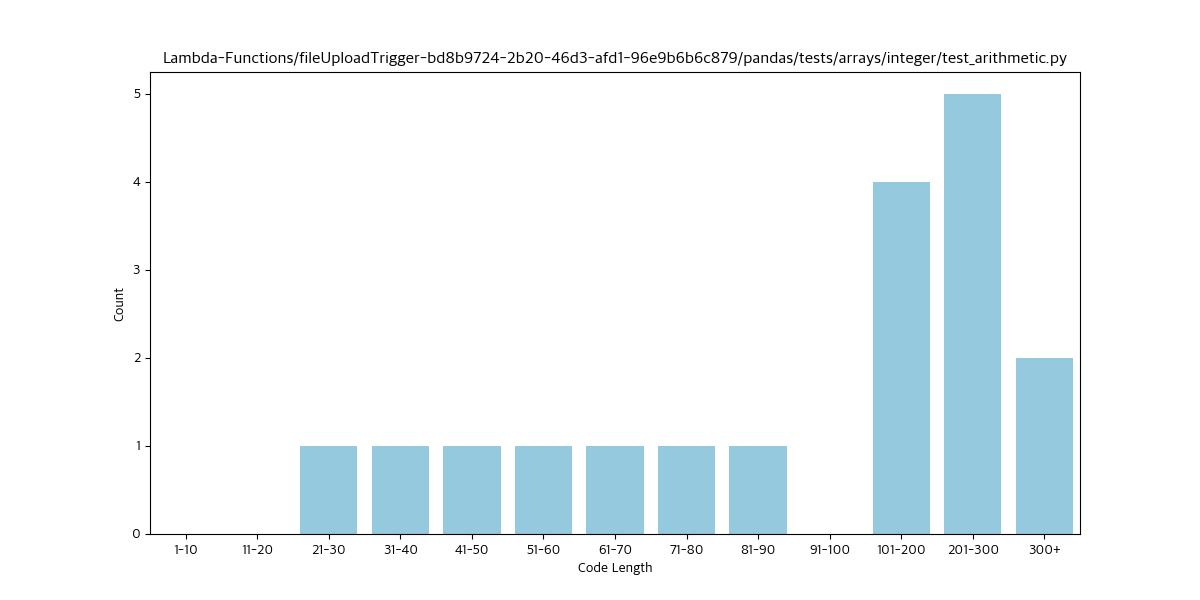 Lambda-Functions/fileUploadTrigger-bd8b9724-2b20-46d3-afd1-96e9b6b6c879/pandas/tests/arrays/integer/test_arithmetic.py
5
4
3
2
1
0
Count
1-10 11-20 21-30 31-40 41-50 51-60 61-70 71-80 81-90 91-100 101-200 201-300 300+
Code Length